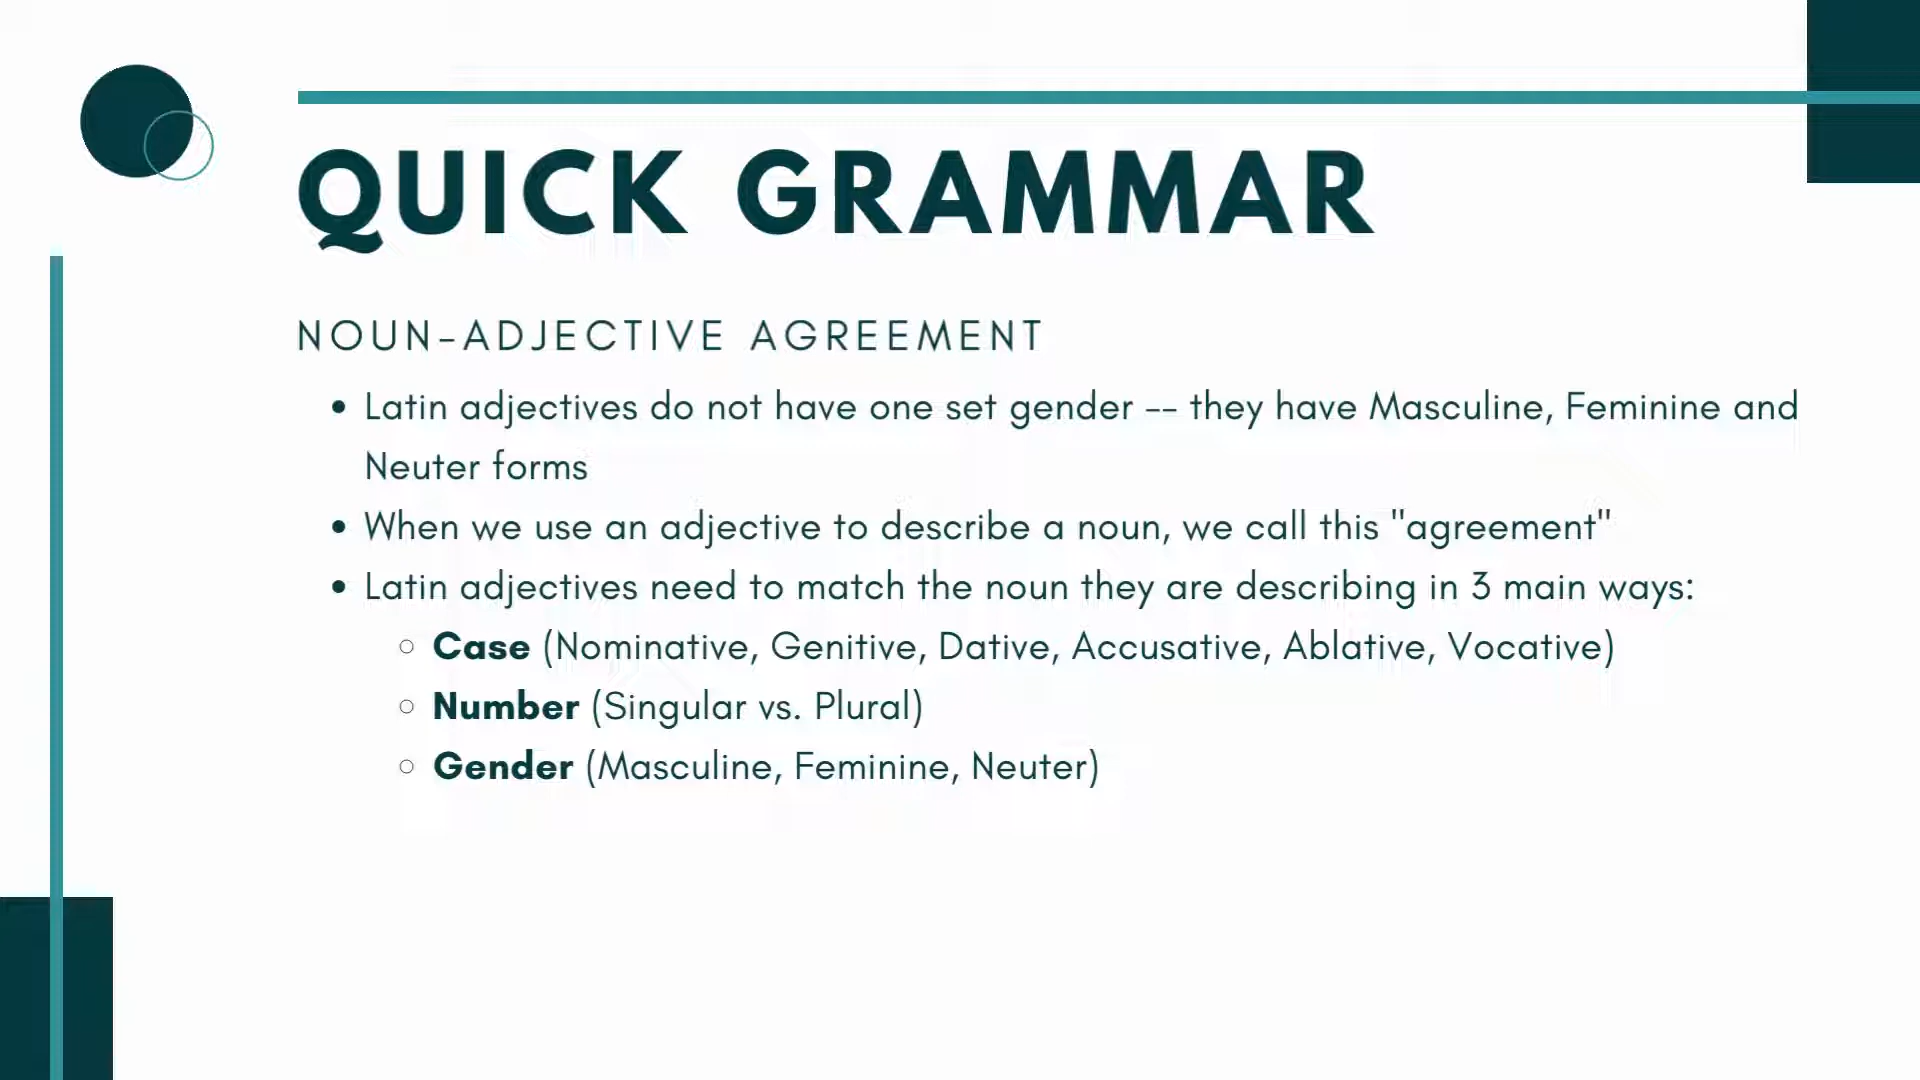 QUICK GRAMMAR
NOUN-ADJECTIVE AGREEMENT
• Latin adjectives do not have one set gender -- they have Masculine, Feminine and
Neuter forms
• When we use an adjective to describe a noun, we call this "agreement"
• Latin adjectives need to match the noun they are describing in 3 main ways:
○ Case (Nominative, Genitive, Dative, Accusative, Ablative, Vocative)
○ Number (Singular vs. Plural)
○ Gender (Masculine, Feminine, Neuter)